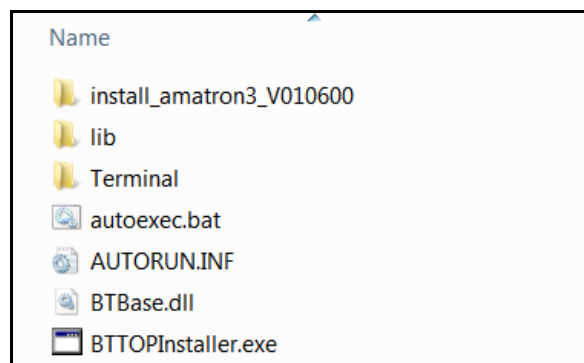 Name
install_amatron3_V010600
lib
Terminal
autoexec.bat
AUTORUN.INF
BTBase.dll
BTTOPInstaller.exe